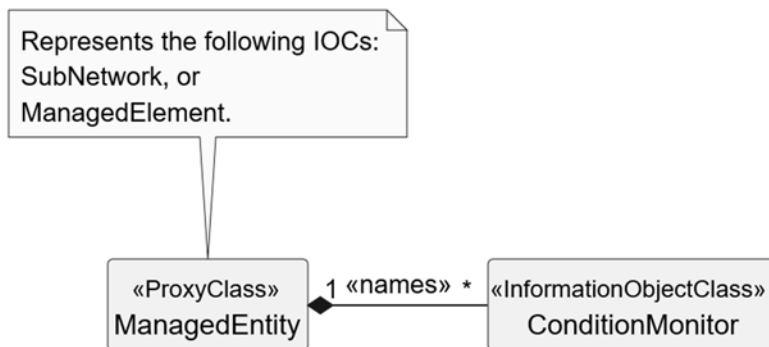 Represents the following IOCs:
SubNetwork, or
ManagedElement.
«ProxyClass»
ManagedEntity
1 «names» *
«InformationObjectClass»
ConditionMonitor